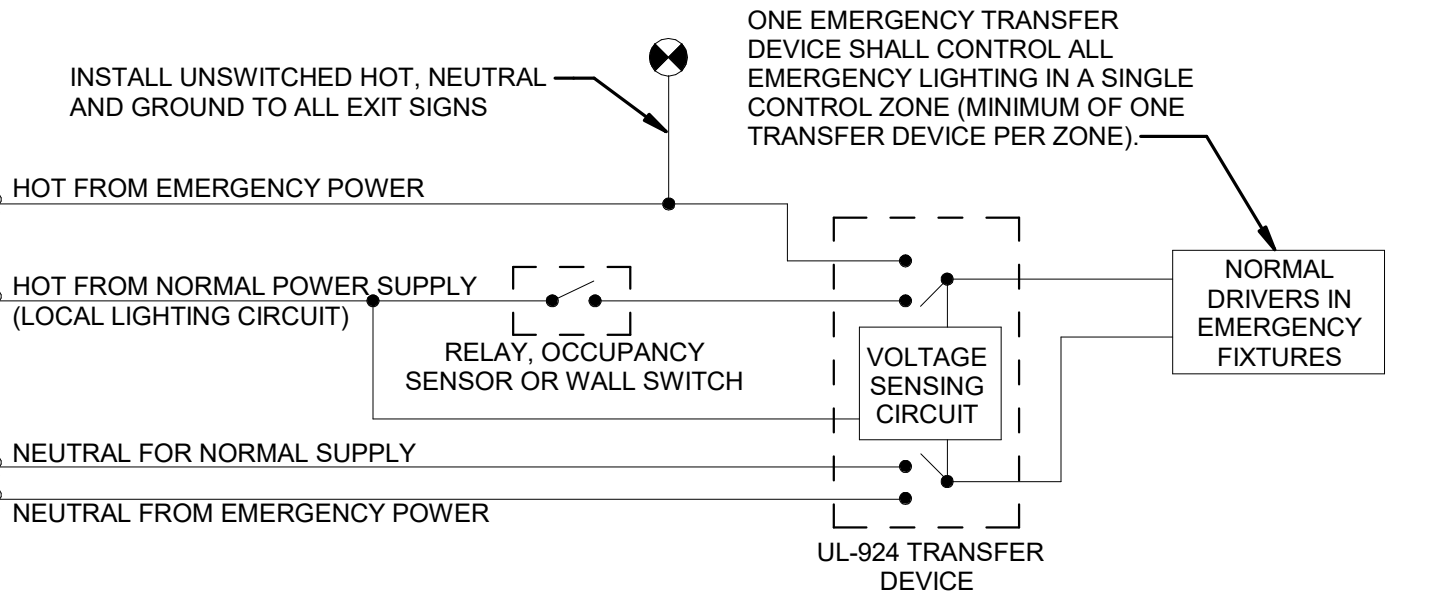 ONE EMERGENCY TRANSFER
DEVICE SHALL CONTROL ALL
EMERGENCY LIGHTING IN A SINGLE
CONTROL ZONE (MINIMUM OF ONE
TRANSFER DEVICE PER ZONE).
INSTALL UNSWITCHED HOT, NEUTRAL
AND GROUND TO ALL EXIT SIGNS
HOT FROM EMERGENCY POWER
HOT FROM NORMAL POWER SUPPLY
(LOCAL LIGHTING CIRCUIT)
RELAY, OCCUPANCY
SENSOR OR WALL SWITCH
VOLTAGE
SENSING
CIRCUIT
NORMAL
DRIVERS IN
EMERGENCY
FIXTURES
NEUTRAL FOR NORMAL SUPPLY
NEUTRAL FROM EMERGENCY POWER
UL-924 TRANSFER
DEVICE